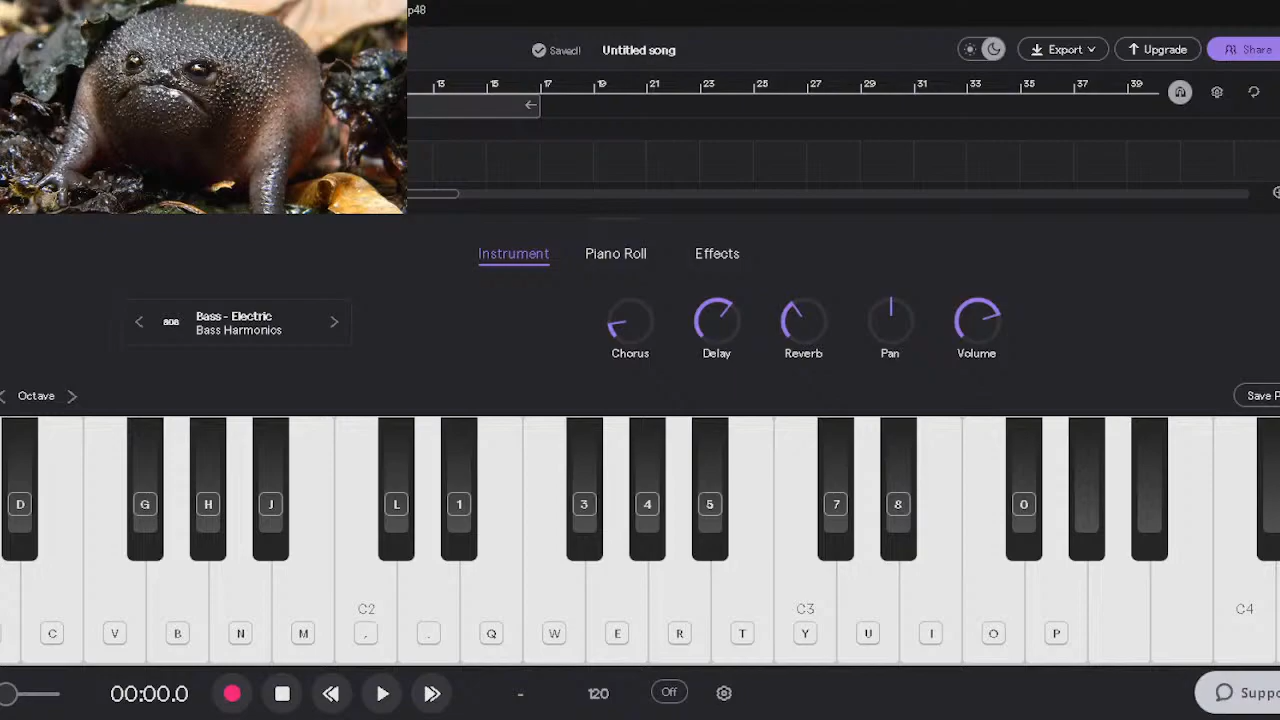 p48
Saved!
Untitled song
Export
Upgrade
Share
13 15 17 19 21 23 25 27 29 31 33 35 37 39
Instrument
Piano Roll
Effects
808
Bass - Electric
Bass Harmonics
Chorus
Delay
Reverb
Pan
Volume
Octave
Save P
D G H J L 1 3 4 5 7 8 0
C2
C3
C4
C V B N M , . Q W E R T Y U I O P
00:00.0
-
120
Off
Suppo